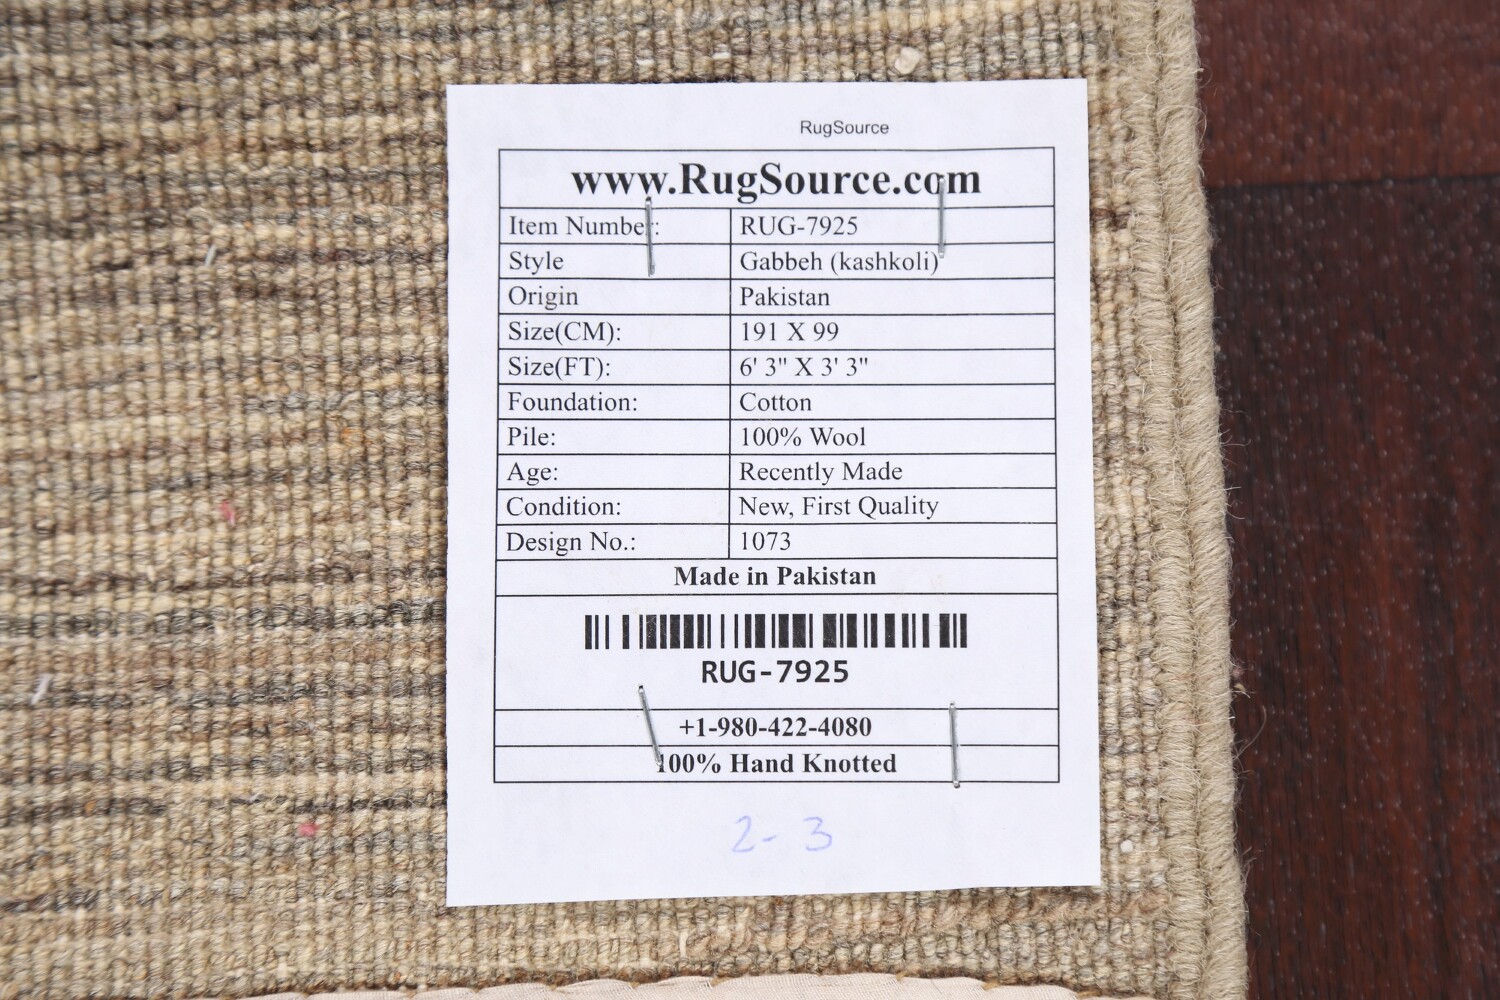 RugSource
www.RugSource.com
Item Number: RUG-7925
Style Gabbeh (kashkoli)
Origin Pakistan
Size(CM): 191 X 99
Size(FT): 6' 3" X 3' 3"
Foundation: Cotton
Pile: 100% Wool
Age: Recently Made
Condition: New, First Quality
Design No.: 1073
Made in Pakistan
RUG-7925
+1-980-422-4080
100% Hand Knotted
2-3